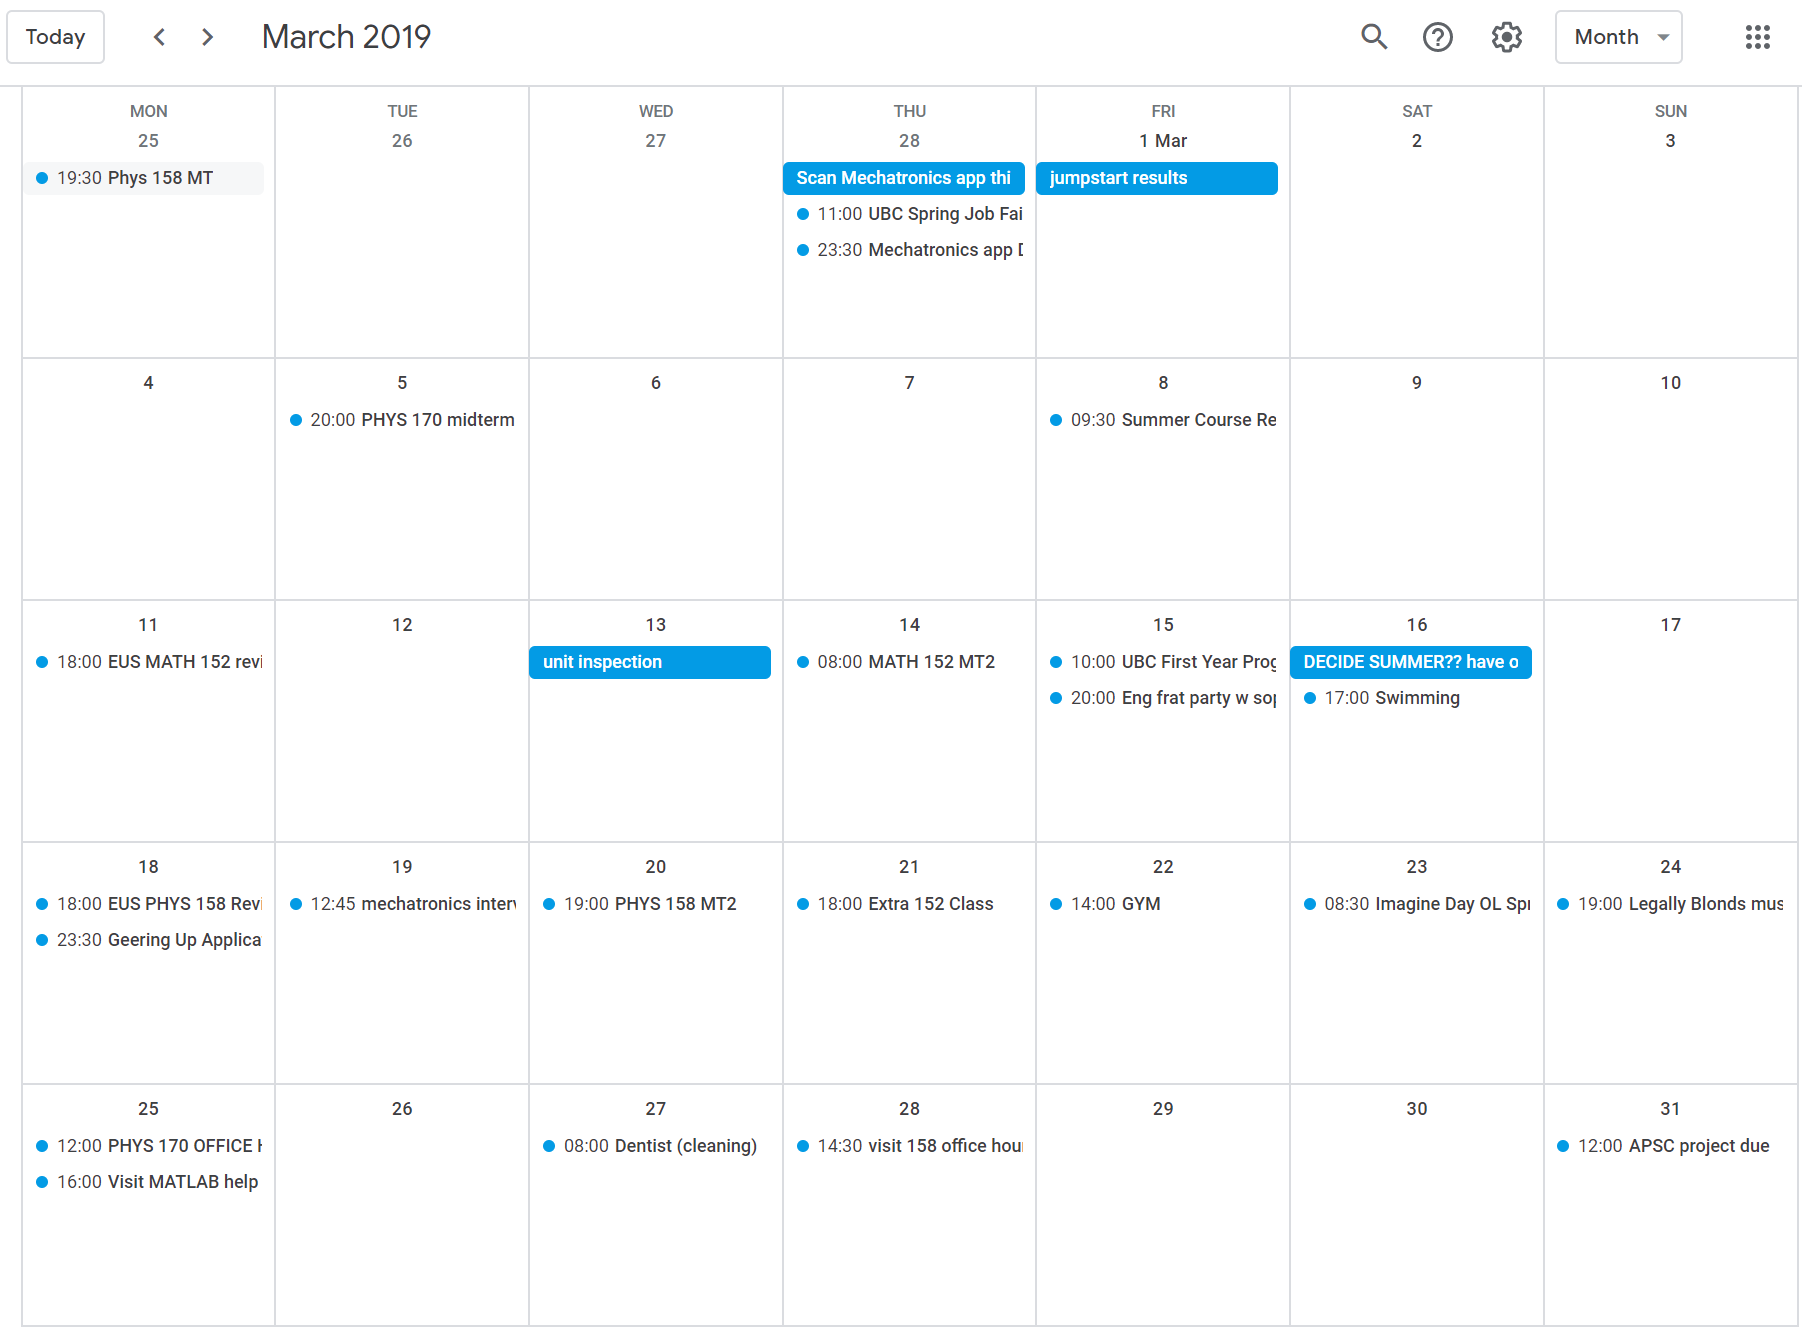 Today
March 2019
Month
MON TUE WED THU FRI SAT SUN
25 26 27 28 1 Mar 2 3
19:30 Phys 158 MT
Scan Mechatronics app thi
11:00 UBC Spring Job Fai
23:30 Mechatronics app
jumpstart results
4 5 6 7 8 9 10
20:00 PHYS 170 midterm
09:30 Summer Course Re
11 12 13 14 15 16 17
18:00 EUS MATH 152 revi
unit inspection
08:00 MATH 152 MT2
10:00 UBC First Year Prog
20:00 Eng frat party w sop
DECIDE SUMMER?? have o
17:00 Swimming
18 19 20 21 22 23 24
18:00 EUS PHYS 158 Revi
23:30 Geering Up Applica
12:45 mechatronics interv
19:00 PHYS 158 MT2
18:00 Extra 152 Class
14:00 GYM
08:30 Imagine Day OL Spr
19:00 Legally Blonds mus
25 26 27 28 29 30 31
12:00 PHYS 170 OFFICE
16:00 Visit MATLAB help
08:00 Dentist (cleaning)
14:30 visit 158 office hour
12:00 APSC project due